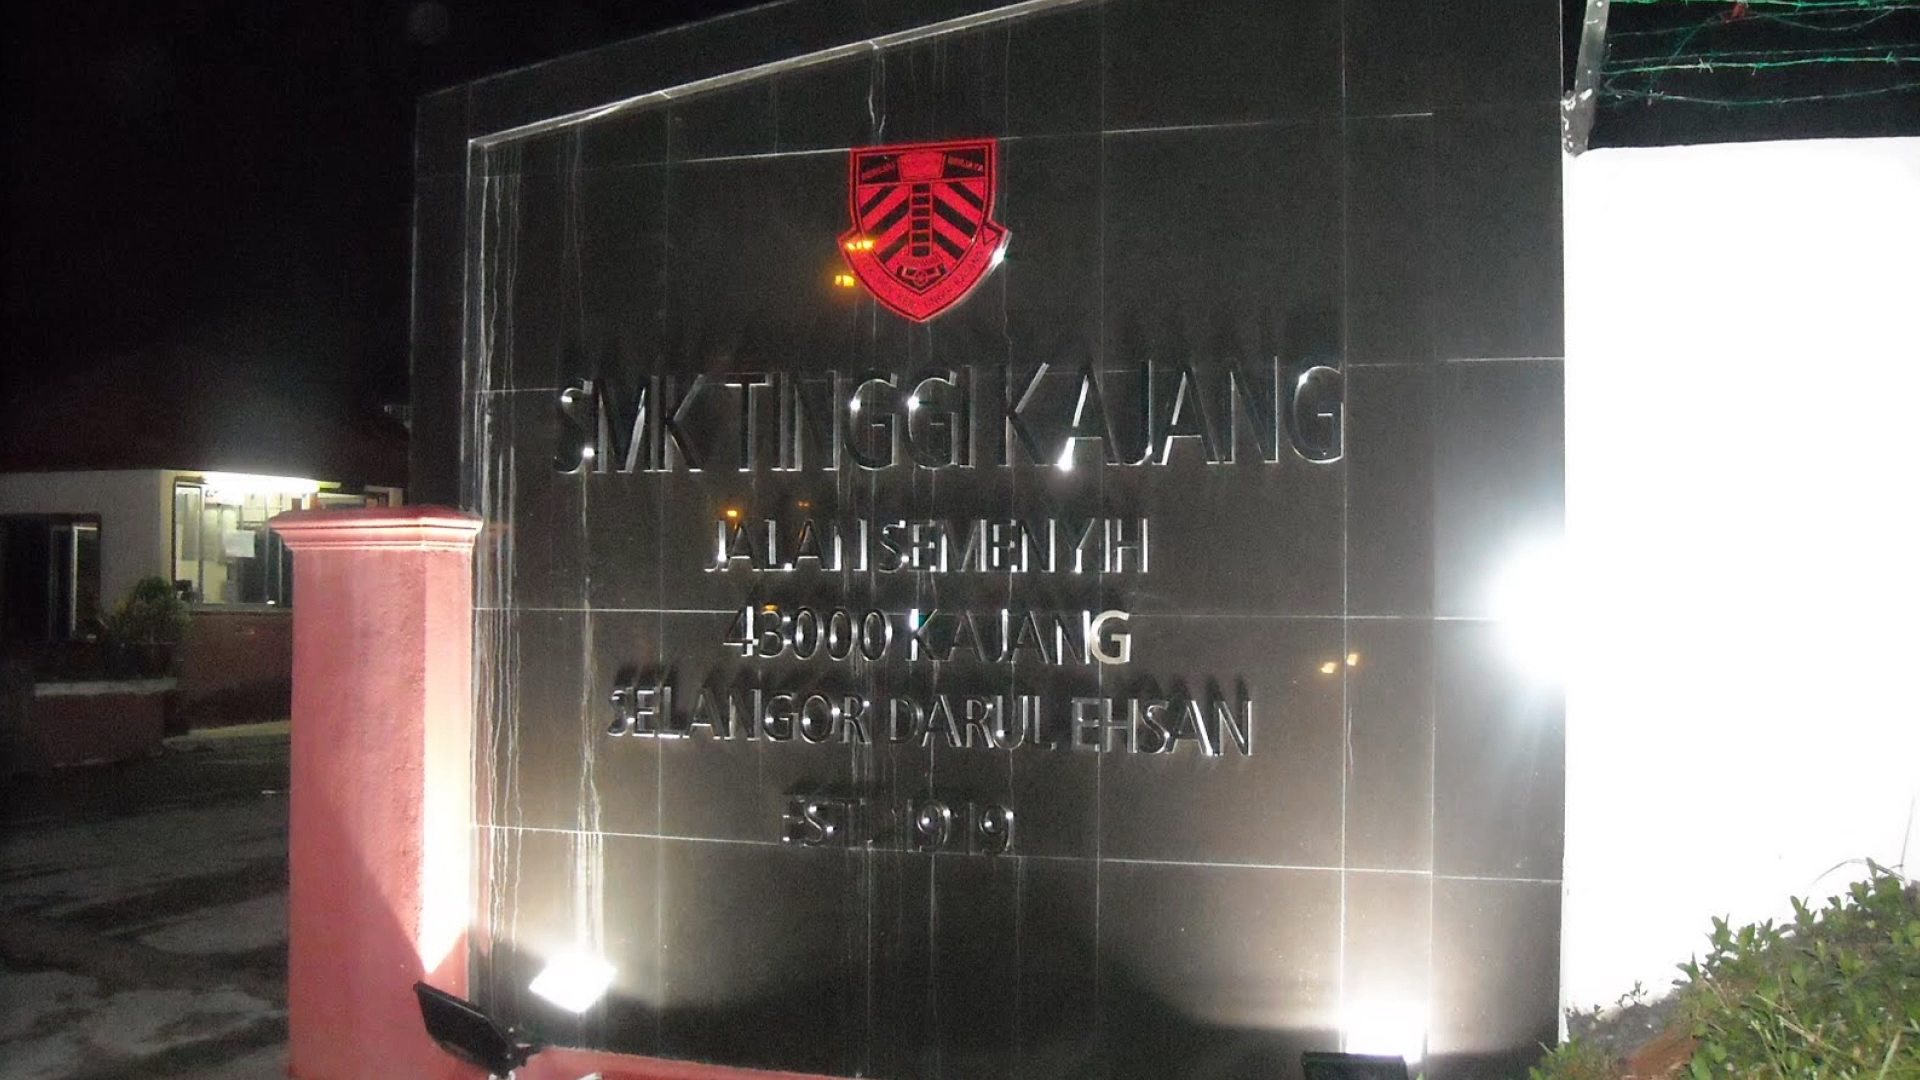 SMK TINGGI KAJANG
JALAN SEMENYIH
43000 KAJANG
SELANGOR DARUL EHSAN
EST. 1919